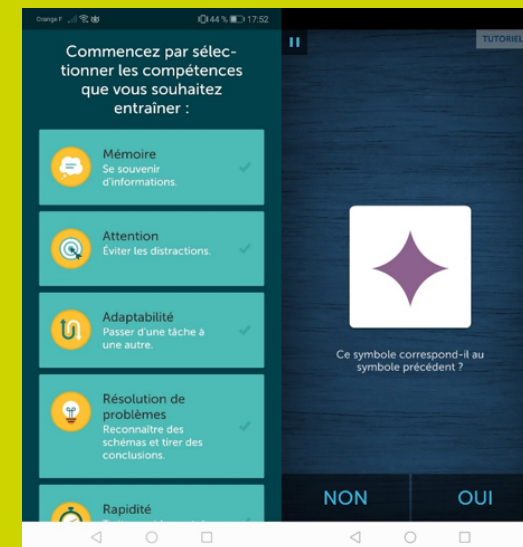 Orange F
44 % 17:52
Commencez par sélec-
tionner les compétences
que vous souhaitez
entraîner :
Mémoire
Se souvenir
d'informations.
Attention
Éviter les distractions.
Adaptabilité
Passer d'une tâche à
une autre.
Résolution de
problèmes
Reconnaître des
schémas et tirer des
conclusions.
Rapidité
TUTORIEL
Ce symbole correspond-il au
symbole précédent ?
NON
OUI